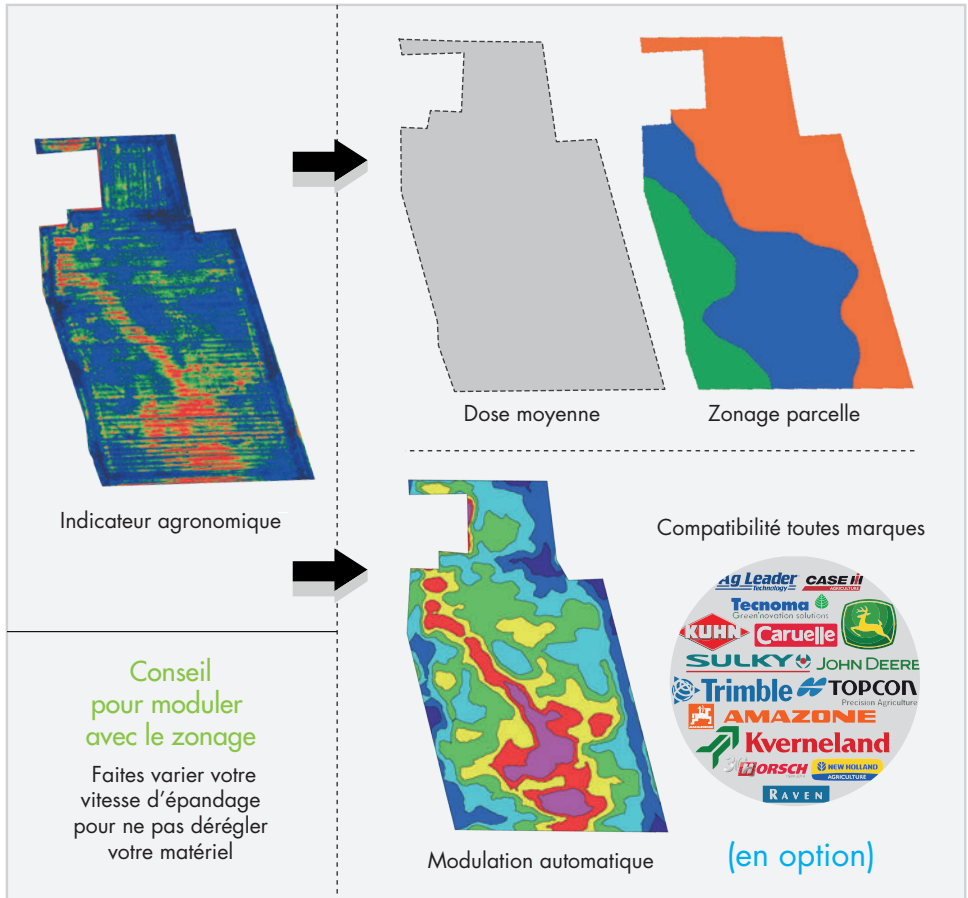 Dose moyenne
Zonage parcelle
Indicateur agronomique
Compatibilité toutes marques
Ag Leader
Technology
CASE III
AGRICULTURE
Tecnoma
Green'novation solutions
KUHN
Caruelle
SULKY
JOHN DEERE
Trimble
TOPCON
Precision Agriculture
AMAZONE
Kverneland
HORSCH
NEW HOLLAND
AGRICULTURE
RAVEN
Modulation automatique
(en option)
Conseil
pour moduler
avec le zonage
Faites varier votre
vitesse d'épandage
pour ne pas dérégler
votre matériel